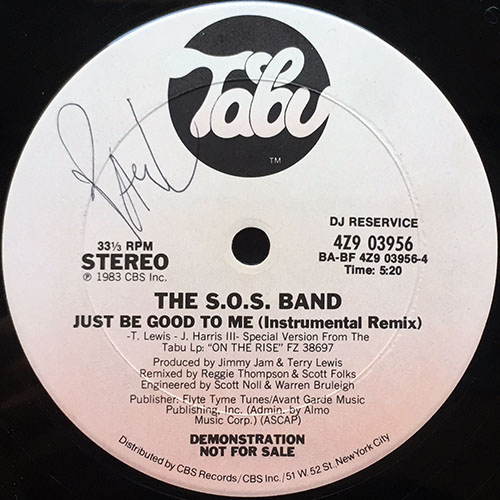 Tabu
TM
33⅓ RPM
STEREO
℗ 1983 CBS Inc.
DJ RESERVICE
4Z9 03956
BA-BF 4Z9 03956-4
Time: 5:20
THE S.O.S. BAND
JUST BE GOOD TO ME (Instrumental Remix)
-T. Lewis - J. Harris III- Special Version From The
Tabu Lp: "ON THE RISE" FZ 38697
Produced by Jimmy Jam & Terry Lewis
Remixed by Reggie Thompson & Scott Folks
Engineered by Scott Noll & Warren Bruleigh
Publisher: Flyte Tyme Tunes/Avant Garde Music
Publishing, Inc. (Admin. by Almo
Music Corp.) (ASCAP)
DEMONSTRATION
NOT FOR SALE
Distributed by CBS Records/CBS Inc./51 W. 52 St., New York City